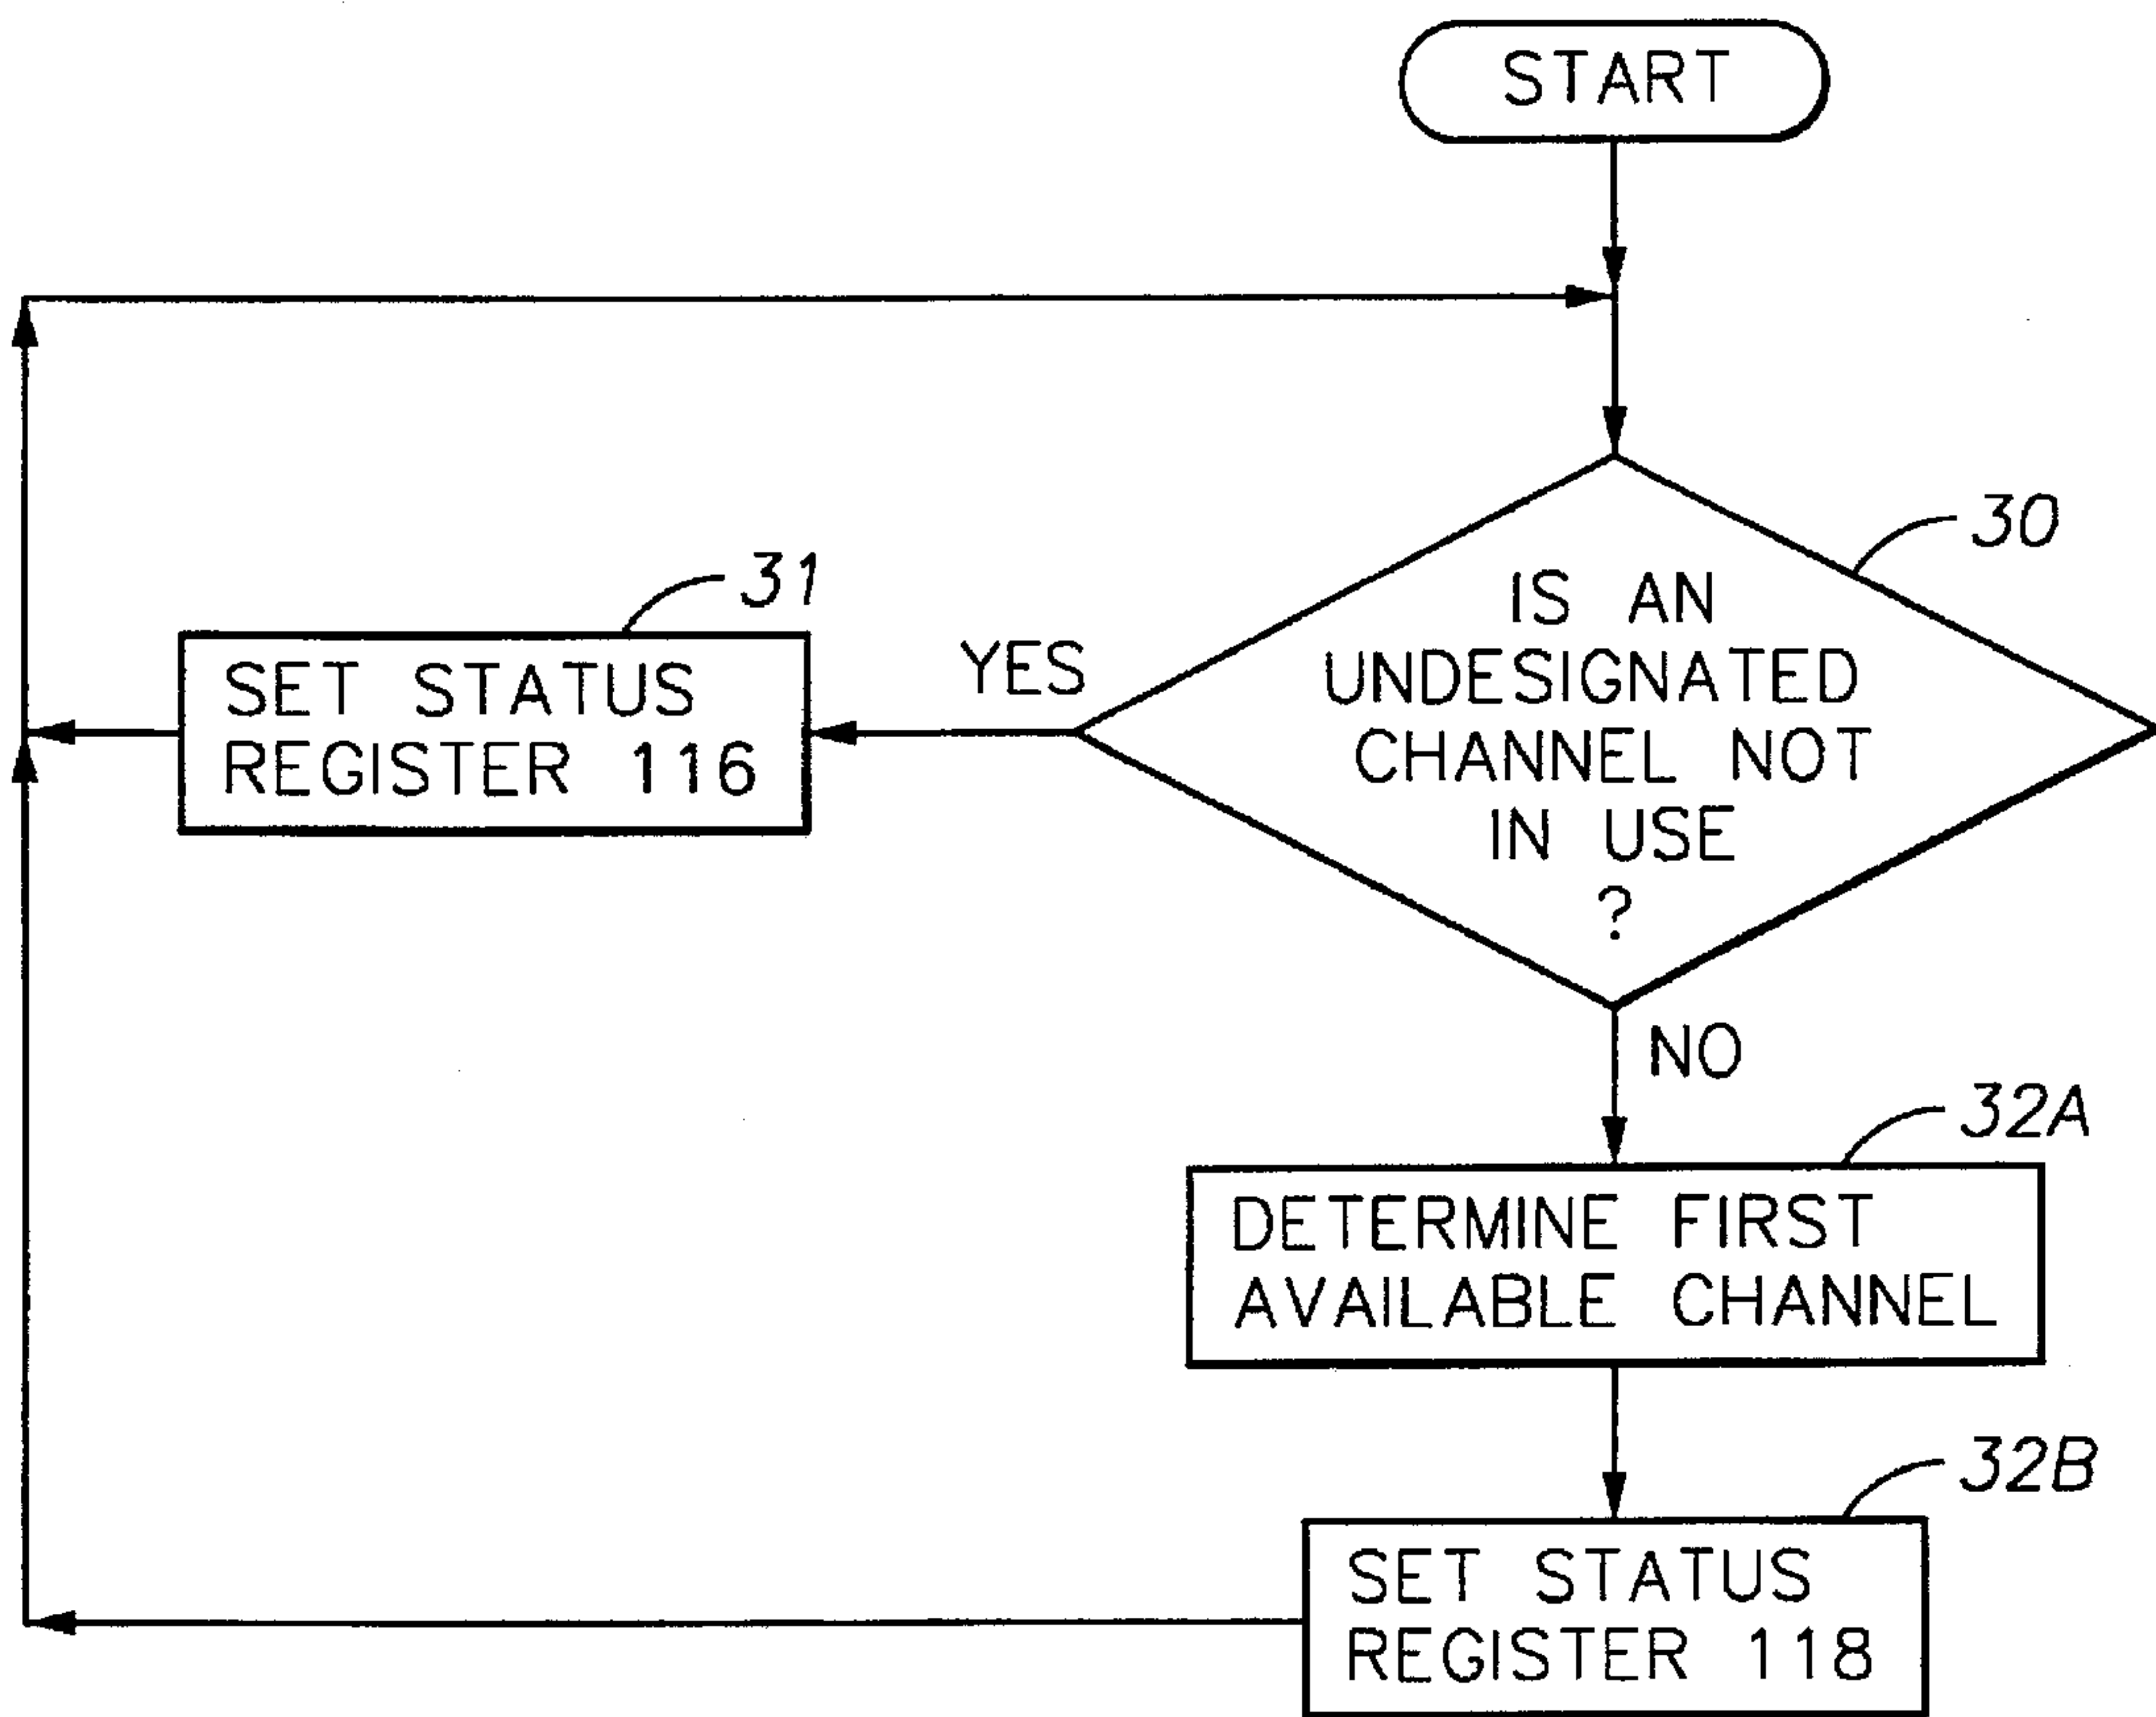 START
30
IS AN
UNDESIGNATED
CHANNEL NOT
IN USE
?
YES
31
SET STATUS
REGISTER 116
NO
32A
DETERMINE FIRST
AVAILABLE CHANNEL
32B
SET STATUS
REGISTER 118